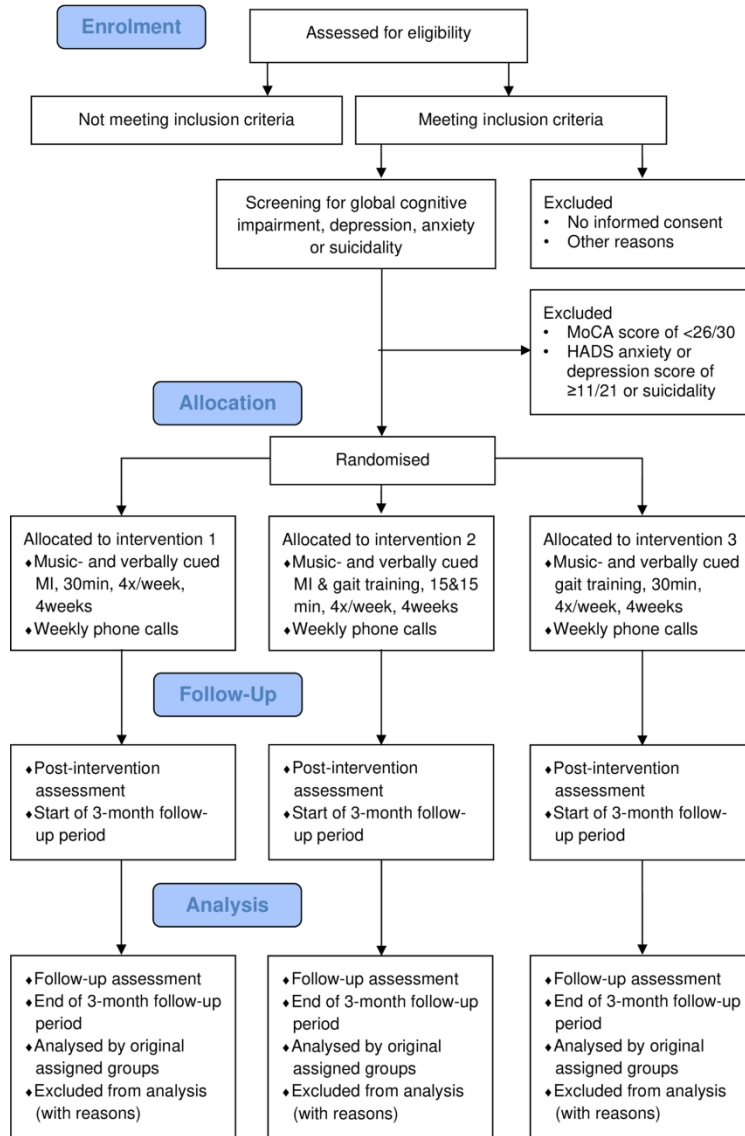 Enrolment
Assessed for eligibility
Not meeting inclusion criteria
Meeting inclusion criteria
Screening for global cognitive
impairment, depression, anxiety
or suicidality
Excluded
• No informed consent
• Other reasons
Excluded
• MoCA score of <26/30
• HADS anxiety or
depression score of
≥11/21 or suicidality
Allocation
Randomised
Allocated to intervention 1
♦Music- and verbally cued
MI, 30min, 4x/week,
4weeks
♦Weekly phone calls
Allocated to intervention 2
♦Music- and verbally cued
MI & gait training, 15&15
min, 4x/week, 4weeks
♦Weekly phone calls
Allocated to intervention 3
♦Music- and verbally cued
gait training, 30min,
4x/week, 4weeks
♦Weekly phone calls
Follow-Up
♦Post-intervention
assessment
♦Start of 3-month follow-
up period
♦Post-intervention
assessment
♦Start of 3-month follow-
up period
♦Post-intervention
assessment
♦Start of 3-month follow-
up period
Analysis
♦Follow-up assessment
♦End of 3-month follow-up
period
♦Analysed by original
assigned groups
♦Excluded from analysis
(with reasons)
♦Follow-up assessment
♦End of 3-month follow-up
period
♦Analysed by original
assigned groups
♦Excluded from analysis
(with reasons)
♦Follow-up assessment
♦End of 3-month follow-up
period
♦Analysed by original
assigned groups
♦Excluded from analysis
(with reasons)